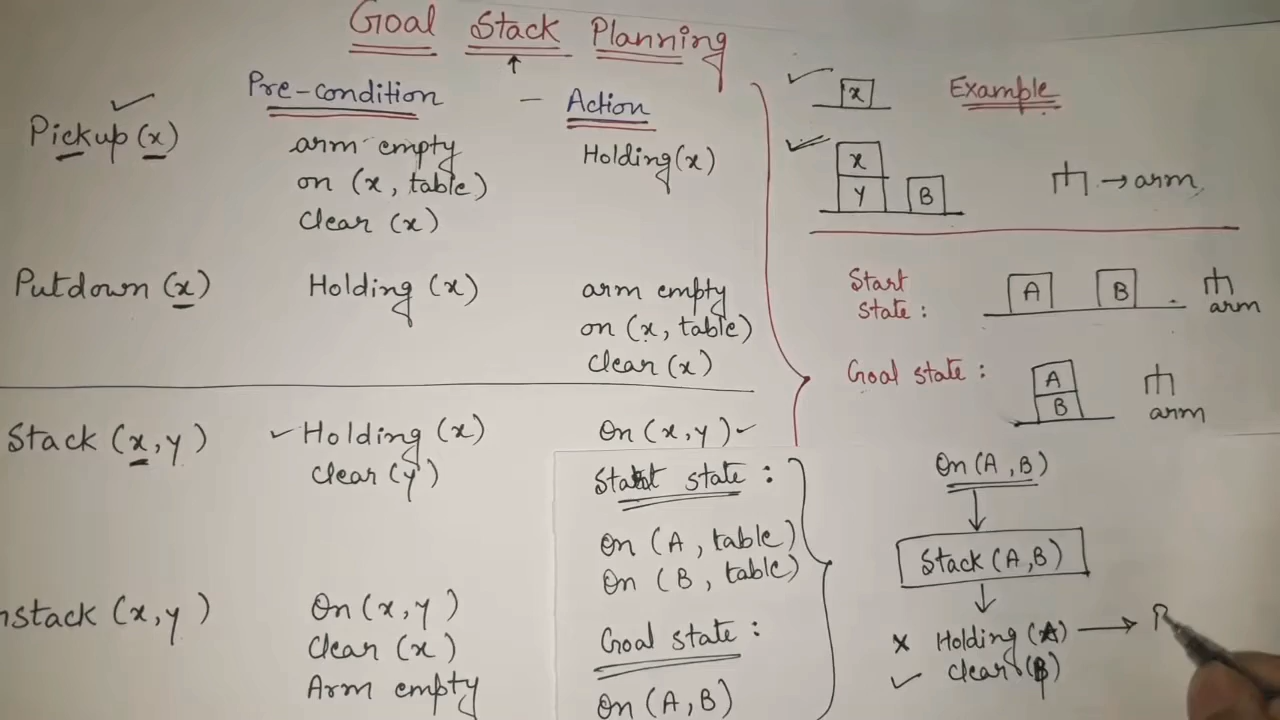 Goal Stack Planning
Pre-condition - Action
Pickup (x)
arm empty
on (x, table)
Clear (x)
Holding (x)
Putdown (x)
Holding (x)
arm empty
on (x, table)
Clear (x)
Stack (x, y)
Holding (x)
Clear (y)
On (x, y)
nstack (x, y)
On (x, y)
Clear (x)
Arm empty
Start state :
On (A, table)
On (B, table)
Goal state :
On (A, B)
Example
x
x
y
B
→ arm
Start
state :
A
B
arm
Goal state :
A
B
arm
On (A, B)
Stack (A, B)
x Holding (A) →
✓ Clear (B)